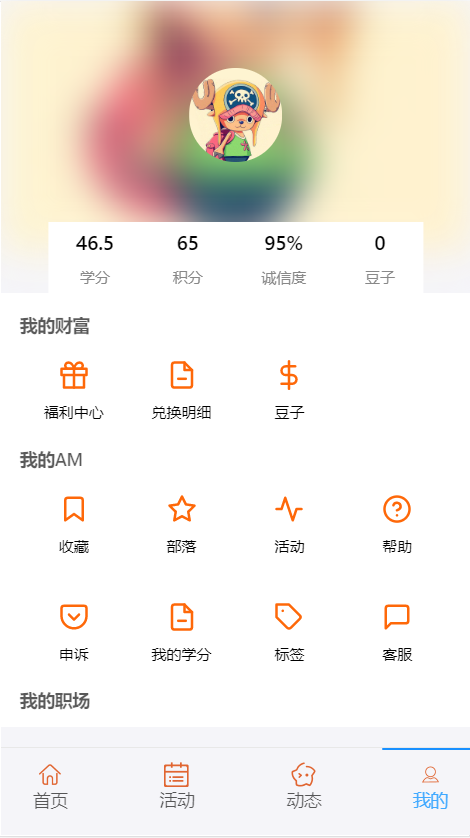 46.5 65 95% 0
学分 积分 诚信度 豆子
我的财富
福利中心 兑换明细 豆子
我的AM
收藏 部落 活动 帮助
申诉 我的学分 标签 客服
我的职场
首页 活动 动态 我的